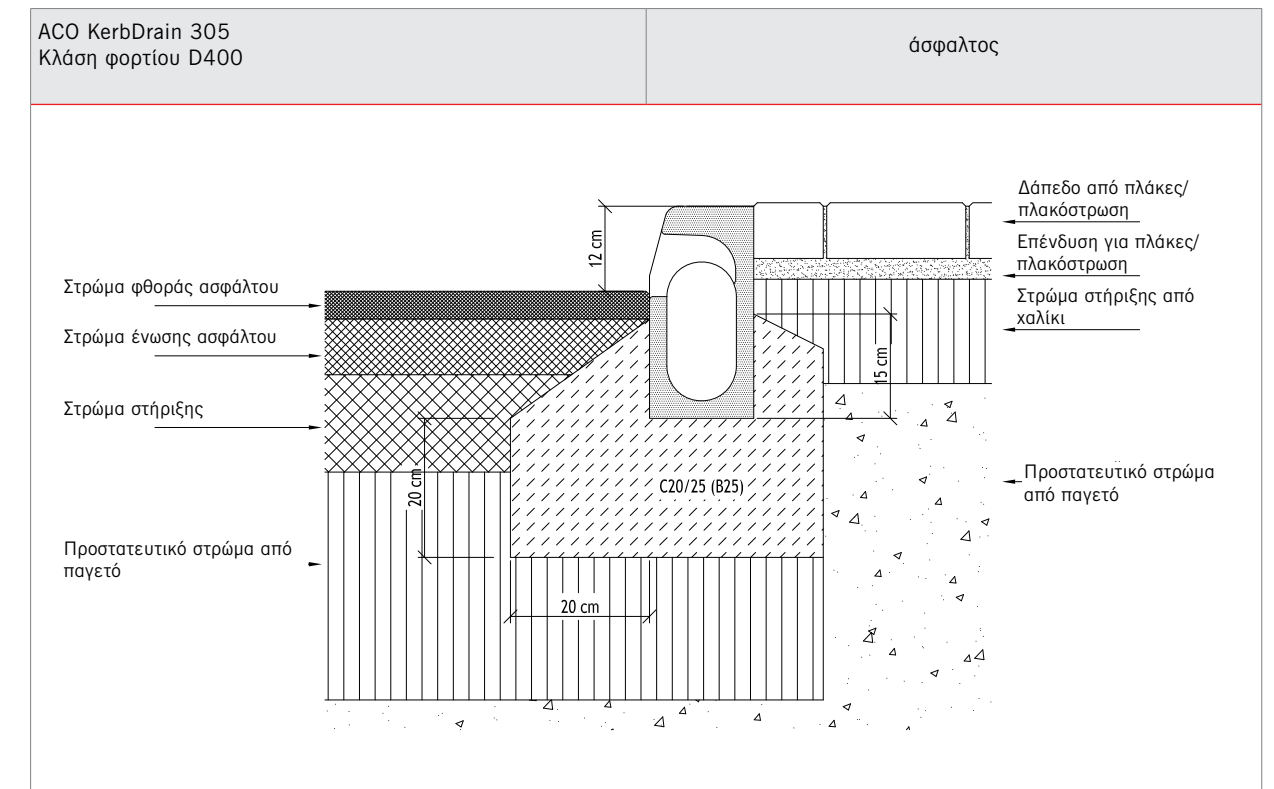 ACO KerbDrain 305
Κλάση φορτίου D400
άσφαλτος
Στρώμα φθοράς ασφάλτου
Στρώμα ένωσης ασφάλτου
Στρώμα στήριξης
Προστατευτικό στρώμα από
παγετό
12 cm
20 cm
20 cm
C20/25 (B25)
15 cm
Δάπεδο από πλάκες/
πλακόστρωση
Επένδυση για πλάκες/
πλακόστρωση
Στρώμα στήριξης από
χαλίκι
Προστατευτικό στρώμα
από παγετό